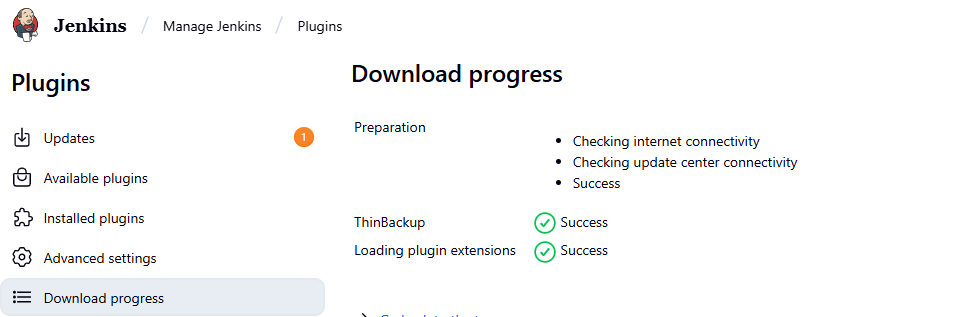 Jenkins / Manage Jenkins / Plugins
Plugins
Updates 1
Available plugins
Installed plugins
Advanced settings
Download progress
Download progress
Preparation
• Checking internet connectivity
• Checking update center connectivity
• Success
ThinBackup Success
Loading plugin extensions Success